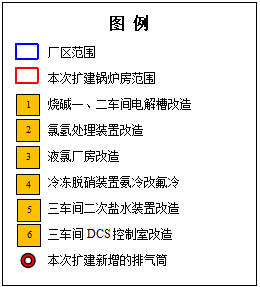 图 例
厂区范围
本次扩建锅炉房范围
1 烧碱一、二车间电解槽改造
2 氯氢处理装置改造
3 液氯厂房改造
4 冷冻脱硝装置氨冷改氟冷
5 三车间二次盐水装置改造
6 三车间DCS控制室改造
本次扩建新增的排气筒